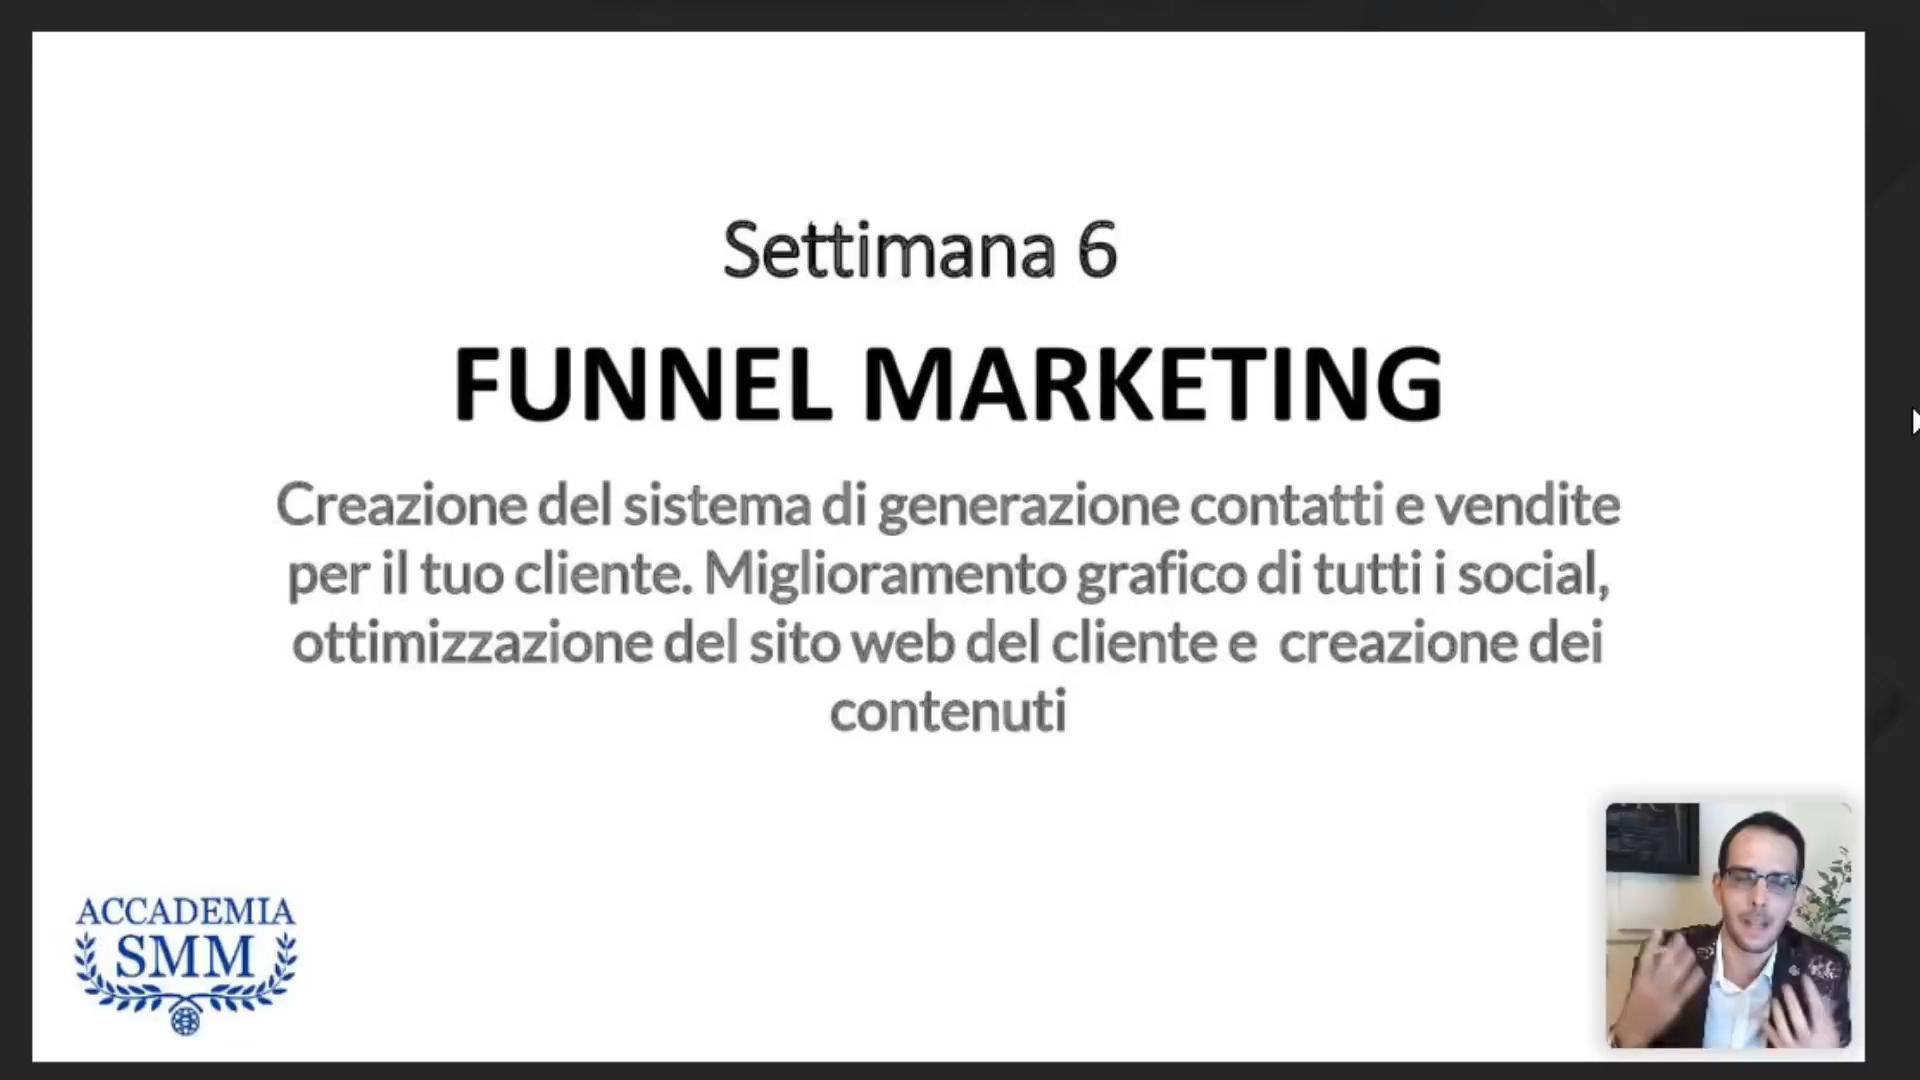 Settimana 6
FUNNEL MARKETING
Creazione del sistema di generazione contatti e vendite
per il tuo cliente. Miglioramento grafico di tutti i social,
ottimizzazione del sito web del cliente e  creazione dei
contenuti
ACCADEMIA
SMM